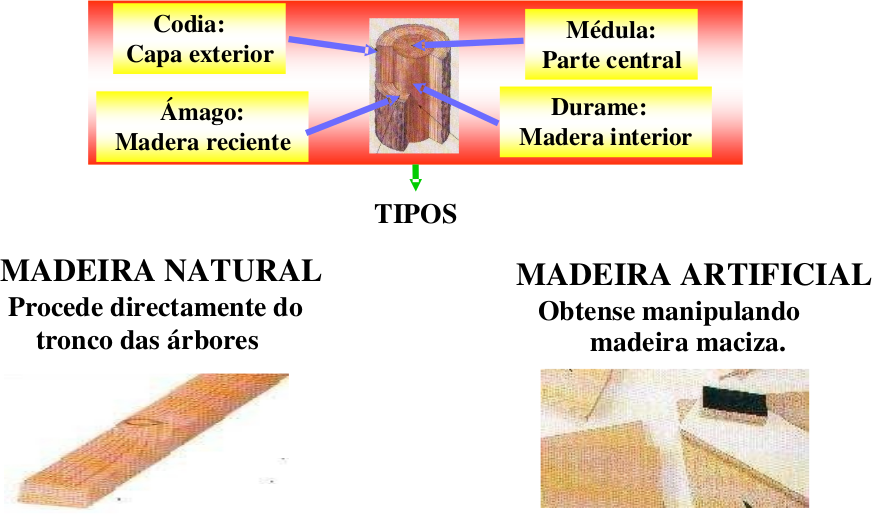 Codia:
Capa exterior
Médula:
Parte central
Ámago:
Madera reciente
Durame:
Madera interior
TIPOS
MADEIRA NATURAL
Procede directamente do
tronco das árbores
MADEIRA ARTIFICIAL
Obtense manipulando
madeira maciza.